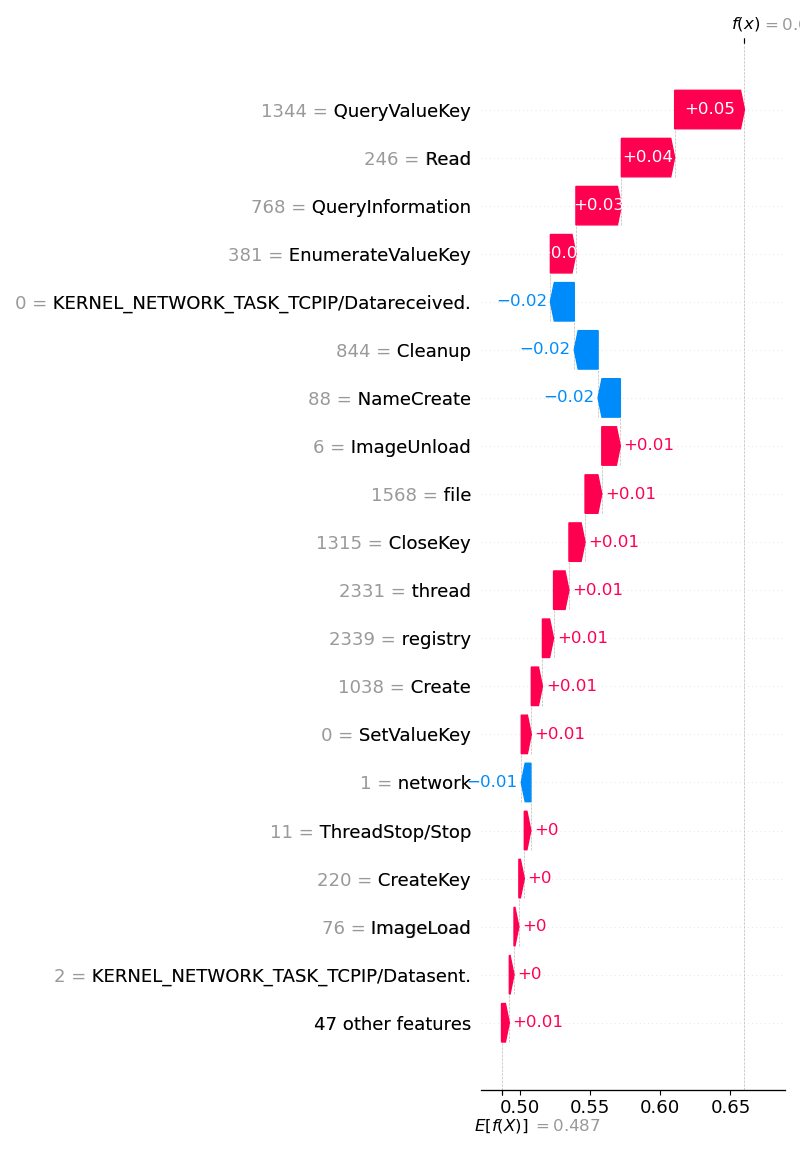 f(x) = 0.
1344 = QueryValueKey +0.05
246 = Read +0.04
768 = QueryInformation +0.03
381 = EnumerateValueKey
0 = KERNEL_NETWORK_TASK_TCPIP/Datareceived. −0.02
844 = Cleanup −0.02
88 = NameCreate −0.02
6 = ImageUnload +0.01
1568 = file +0.01
1315 = CloseKey +0.01
2331 = thread +0.01
2339 = registry +0.01
1038 = Create +0.01
0 = SetValueKey +0.01
1 = network −0.01
11 = ThreadStop/Stop +0
220 = CreateKey +0
76 = ImageLoad +0
2 = KERNEL_NETWORK_TASK_TCPIP/Datasent. +0
47 other features +0.01
0.50 0.55 0.60 0.65
E[f(X)] = 0.487